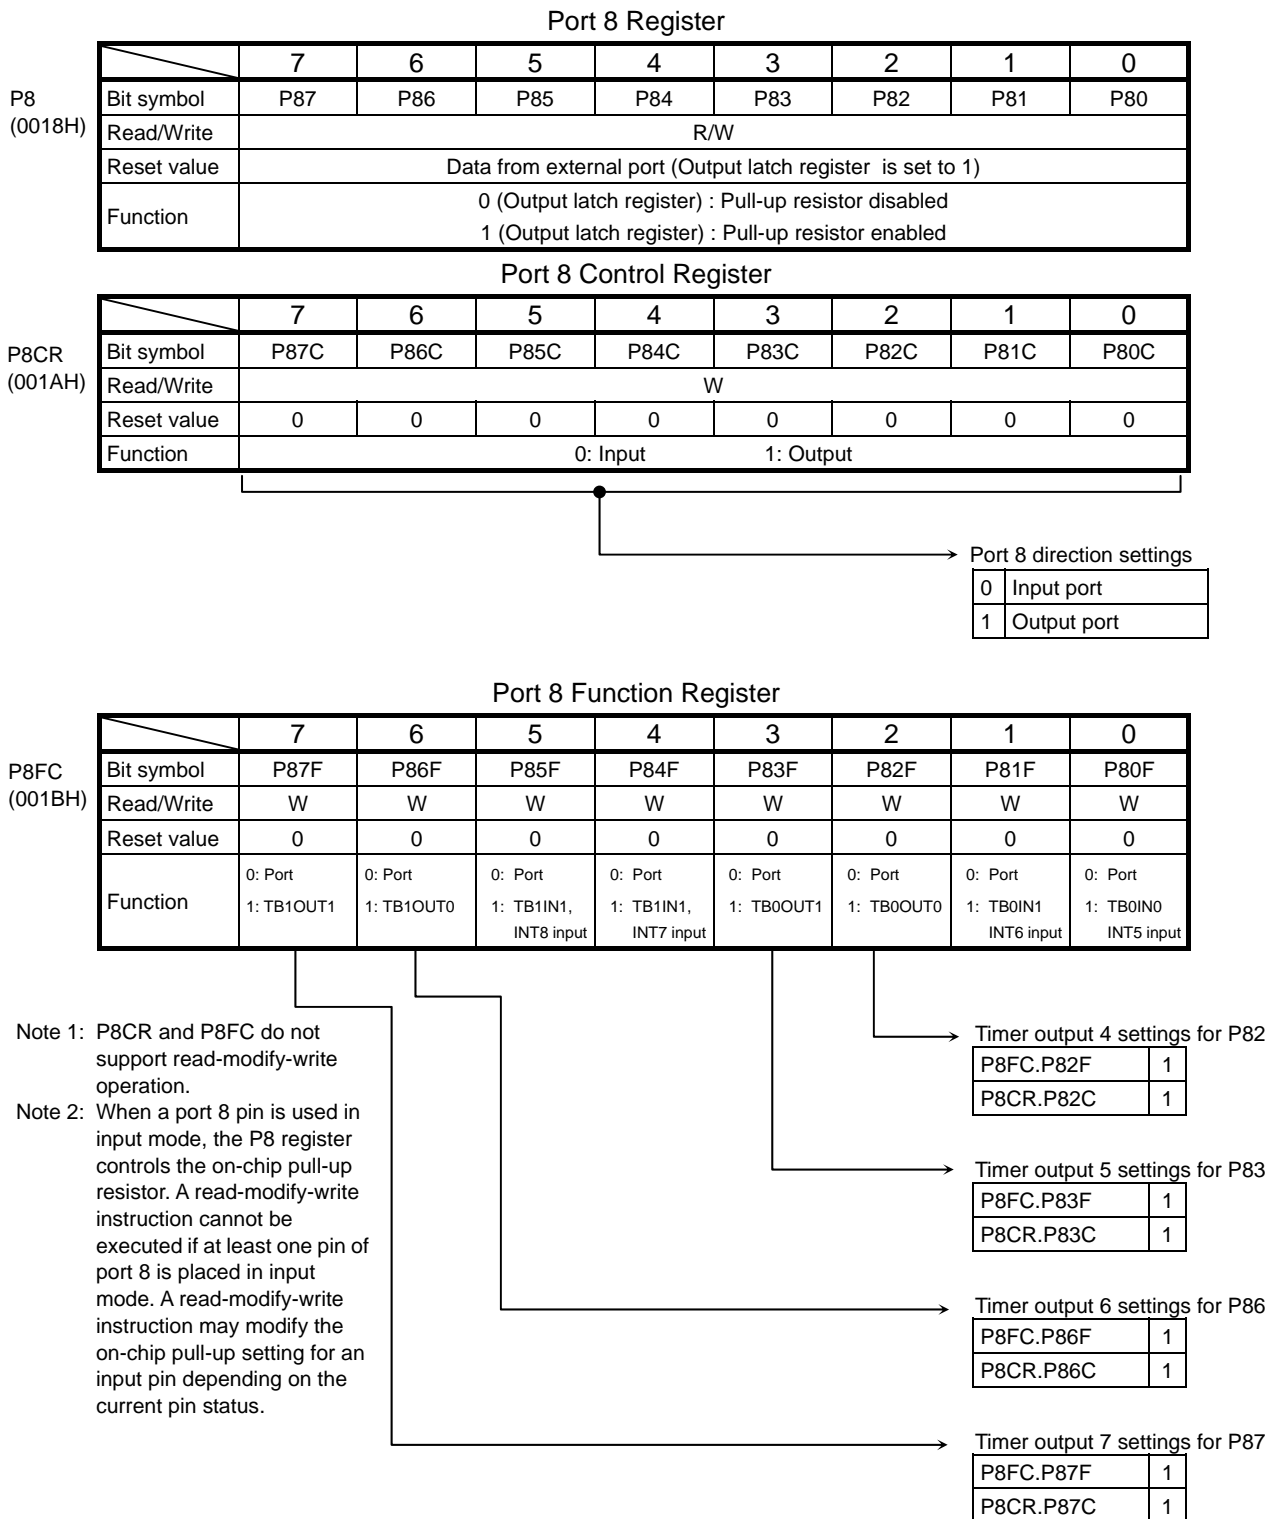 Port 8 Register
7 6 5 4 3 2 1 0
P8
(0018H)
Bit symbol P87 P86 P85 P84 P83 P82 P81 P80
Read/Write R/W
Reset value Data from external port (Output latch register is set to 1)
Function 0 (Output latch register) : Pull-up resistor disabled
1 (Output latch register) : Pull-up resistor enabled
Port 8 Control Register
7 6 5 4 3 2 1 0
P8CR
(001AH)
Bit symbol P87C P86C P85C P84C P83C P82C P81C P80C
Read/Write W
Reset value 0 0 0 0 0 0 0 0
Function 0: Input 1: Output
Port 8 direction settings
0 Input port
1 Output port
Port 8 Function Register
7 6 5 4 3 2 1 0
P8FC
(001BH)
Bit symbol P87F P86F P85F P84F P83F P82F P81F P80F
Read/Write W W W W W W W W
Reset value 0 0 0 0 0 0 0 0
Function
0: Port 0: Port 0: Port 0: Port 0: Port 0: Port 0: Port 0: Port
1: TB1OUT1 1: TB1OUT0 1: TB1IN1, 1: TB1IN1, 1: TB0OUT1 1: TB0OUT0 1: TB0IN1 1: TB0IN0
INT8 input INT7 input INT6 input INT5 input
Note 1: P8CR and P8FC do not
support read-modify-write
operation.
Note 2: When a port 8 pin is used in
input mode, the P8 register
controls the on-chip pull-up
resistor. A read-modify-write
instruction cannot be
executed if at least one pin of
port 8 is placed in input
mode. A read-modify-write
instruction may modify the
on-chip pull-up setting for an
input pin depending on the
current pin status.
Timer output 4 settings for P82
P8FC.P82F 1
P8CR.P82C 1
Timer output 5 settings for P83
P8FC.P83F 1
P8CR.P83C 1
Timer output 6 settings for P86
P8FC.P86F 1
P8CR.P86C 1
Timer output 7 settings for P87
P8FC.P87F 1
P8CR.P87C 1